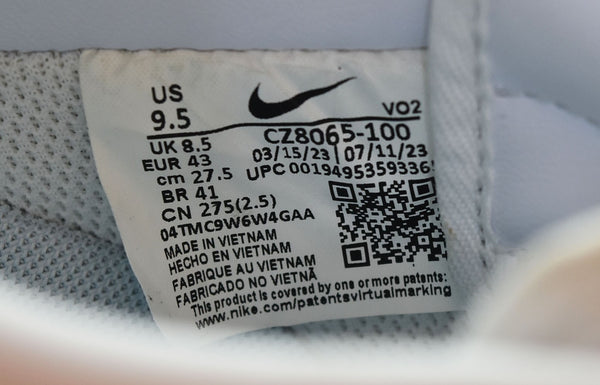 US
9.5
VO2
UK 8.5
CZ8065-100
EUR 43
03/15/23 07/11/23
cm 27.5
UPC 00194953593365
BR 41
CN 275(2.5)
04TMC9W6W4GAA
MADE IN VIETNAM
HECHO EN VIETNAM
FABRIQUE AU VIETNAM
FABRICADO NO VIETNÃ
This product is covered by one or more patents:
www.nike.com/patentsvirtualmarking